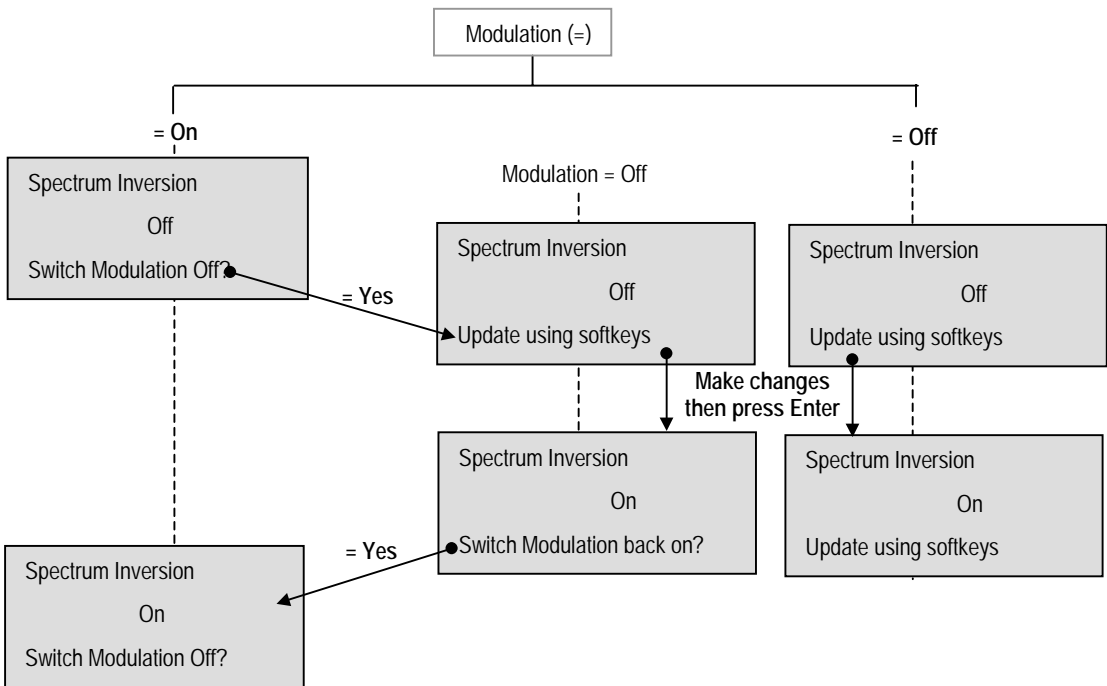 Modulation (=)
= On
= Off
Spectrum Inversion
Off
Switch Modulation Off?
= Yes
Modulation = Off
Spectrum Inversion
Off
Update using softkeys
Spectrum Inversion
Off
Update using softkeys
Make changes
then press Enter
Spectrum Inversion
On
Switch Modulation back on?
= Yes
Spectrum Inversion
On
Update using softkeys
Spectrum Inversion
On
Switch Modulation Off?